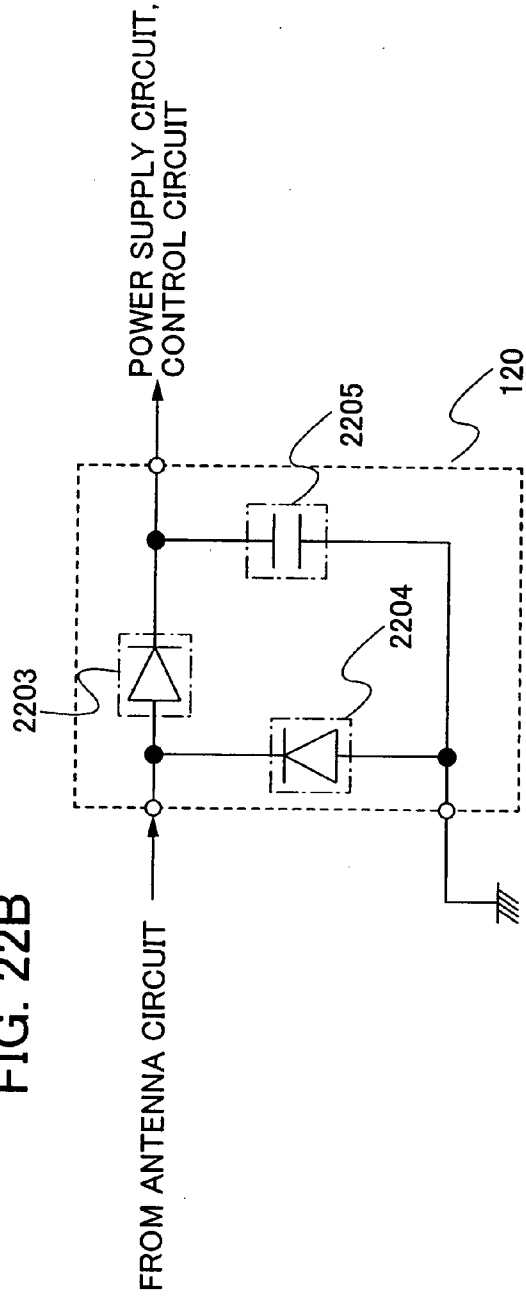 FIG. 22B
FROM ANTENNA CIRCUIT
2203
2204
2205
120
POWER SUPPLY CIRCUIT,
CONTROL CIRCUIT